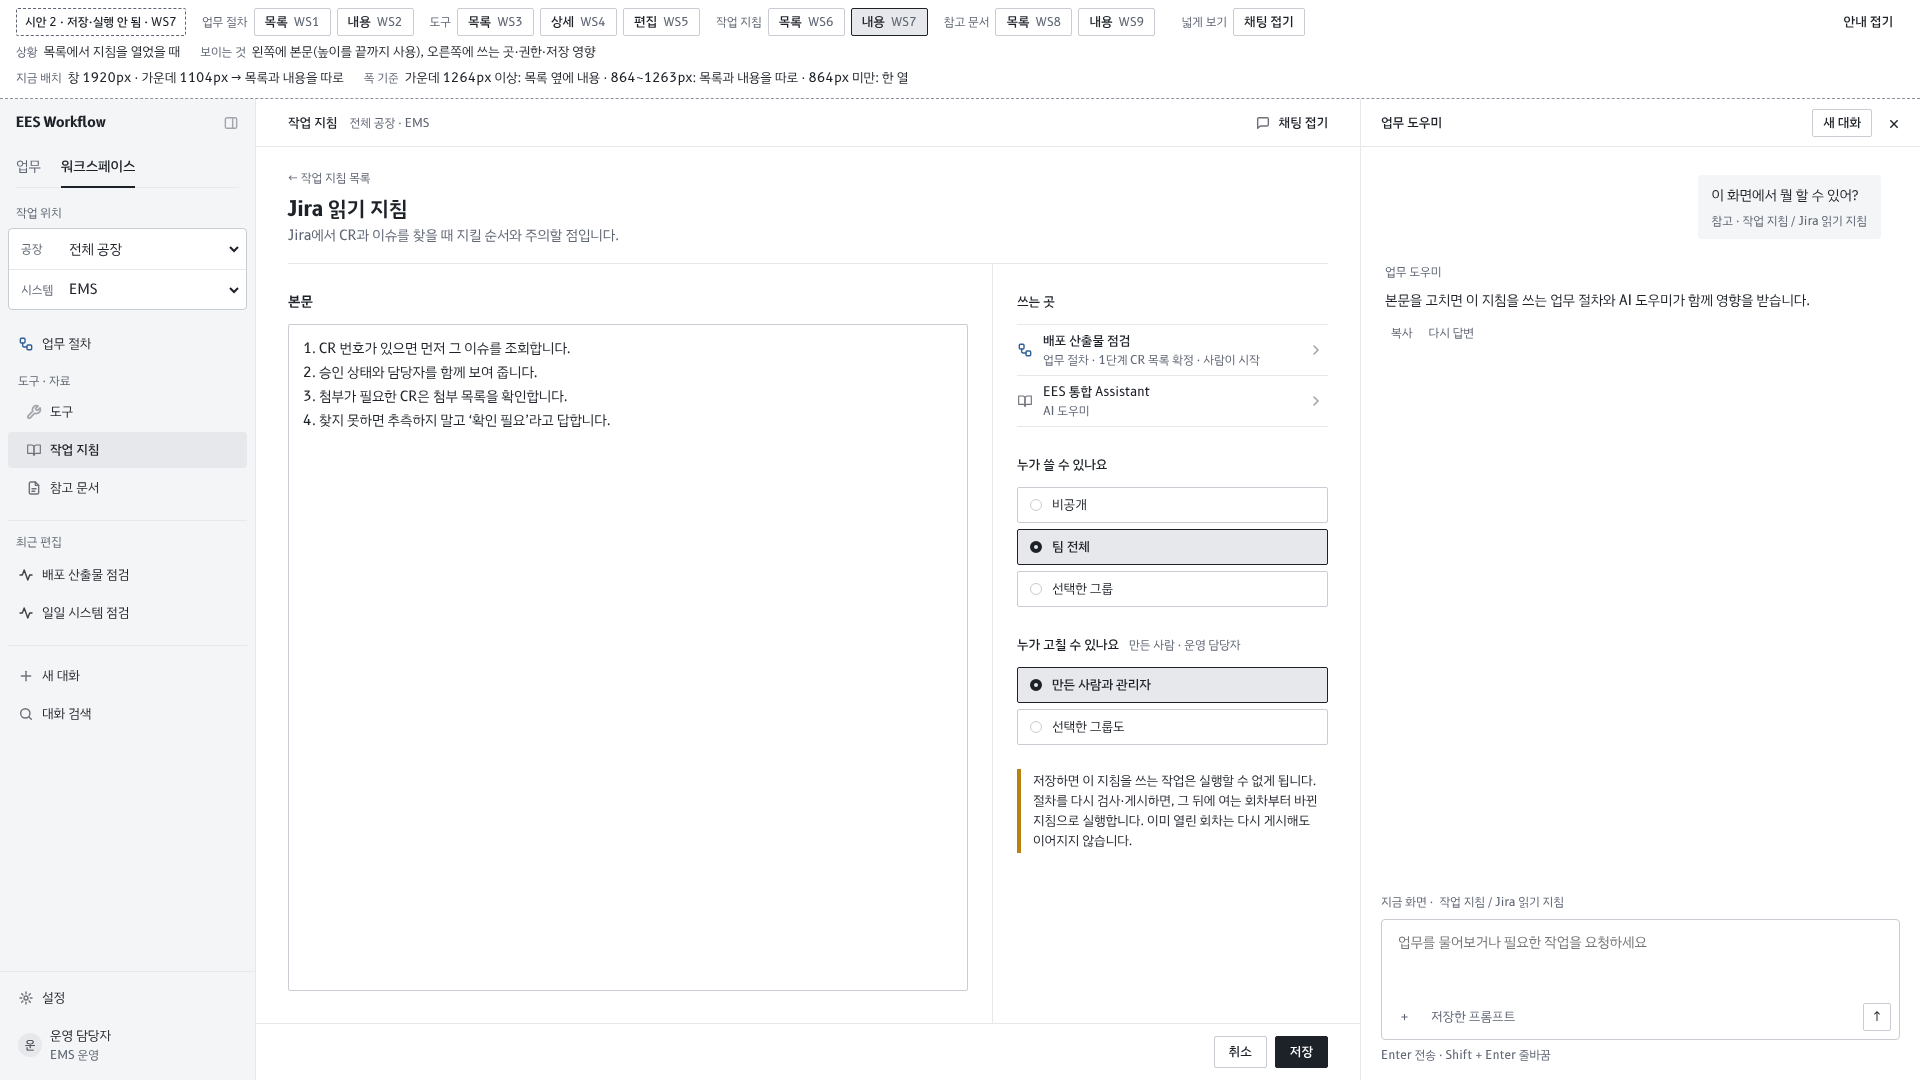 시안 2 · 저장·실행 안 됨 · WS7 업무 절차 목록 WS1 내용 WS2 도구 목록 WS3 상세 WS4 편집 WS5 작업 지침 목록 WS6 내용 WS7 참고 문서 목록 WS8 내용 WS9 넓게 보기 채팅 접기 안내 접기
상황 목록에서 지침을 열었을 때 보이는 것 왼쪽에 본문(높이를 끝까지 사용), 오른쪽에 쓰는 곳·권한·저장 영향
지금 배치 창 1920px · 가운데 1104px → 목록과 내용을 따로 폭 기준 가운데 1264px 이상: 목록 옆에 내용 · 864~1263px: 목록과 내용을 따로 · 864px 미만: 한 열
EES Workflow
업무 워크스페이스
작업 위치
공장 전체 공장
시스템 EMS
업무 절차
도구 · 자료
도구
작업 지침
참고 문서
최근 편집
배포 산출물 점검
일일 시스템 점검
새 대화
대화 검색
설정
운 운영 담당자
EMS 운영
작업 지침 전체 공장 · EMS 채팅 접기
← 작업 지침 목록
Jira 읽기 지침
Jira에서 CR과 이슈를 찾을 때 지킬 순서와 주의할 점입니다.
본문
1. CR 번호가 있으면 먼저 그 이슈를 조회합니다.
2. 승인 상태와 담당자를 함께 보여 줍니다.
3. 첨부가 필요한 CR은 첨부 목록을 확인합니다.
4. 찾지 못하면 추측하지 말고 ‘확인 필요’라고 답합니다.
쓰는 곳
배포 산출물 점검
업무 절차 · 1단계 CR 목록 확정 · 사람이 시작
EES 통합 Assistant
AI 도우미
누가 쓸 수 있나요
비공개
팀 전체
선택한 그룹
누가 고칠 수 있나요 만든 사람 · 운영 담당자
만든 사람과 관리자
선택한 그룹도
저장하면 이 지침을 쓰는 작업은 실행할 수 없게 됩니다.
절차를 다시 검사·게시하면, 그 뒤에 여는 회차부터 바뀐
지침으로 실행합니다. 이미 열린 회차는 다시 게시해도
이어지지 않습니다.
취소 저장
업무 도우미 새 대화 ×
이 화면에서 뭘 할 수 있어?
참고 · 작업 지침 / Jira 읽기 지침
업무 도우미
본문을 고치면 이 지침을 쓰는 업무 절차와 AI 도우미가 함께 영향을 받습니다.
복사 다시 답변
지금 화면 · 작업 지침 / Jira 읽기 지침
업무를 물어보거나 필요한 작업을 요청하세요
+ 저장한 프롬프트 ↑
Enter 전송 · Shift + Enter 줄바꿈